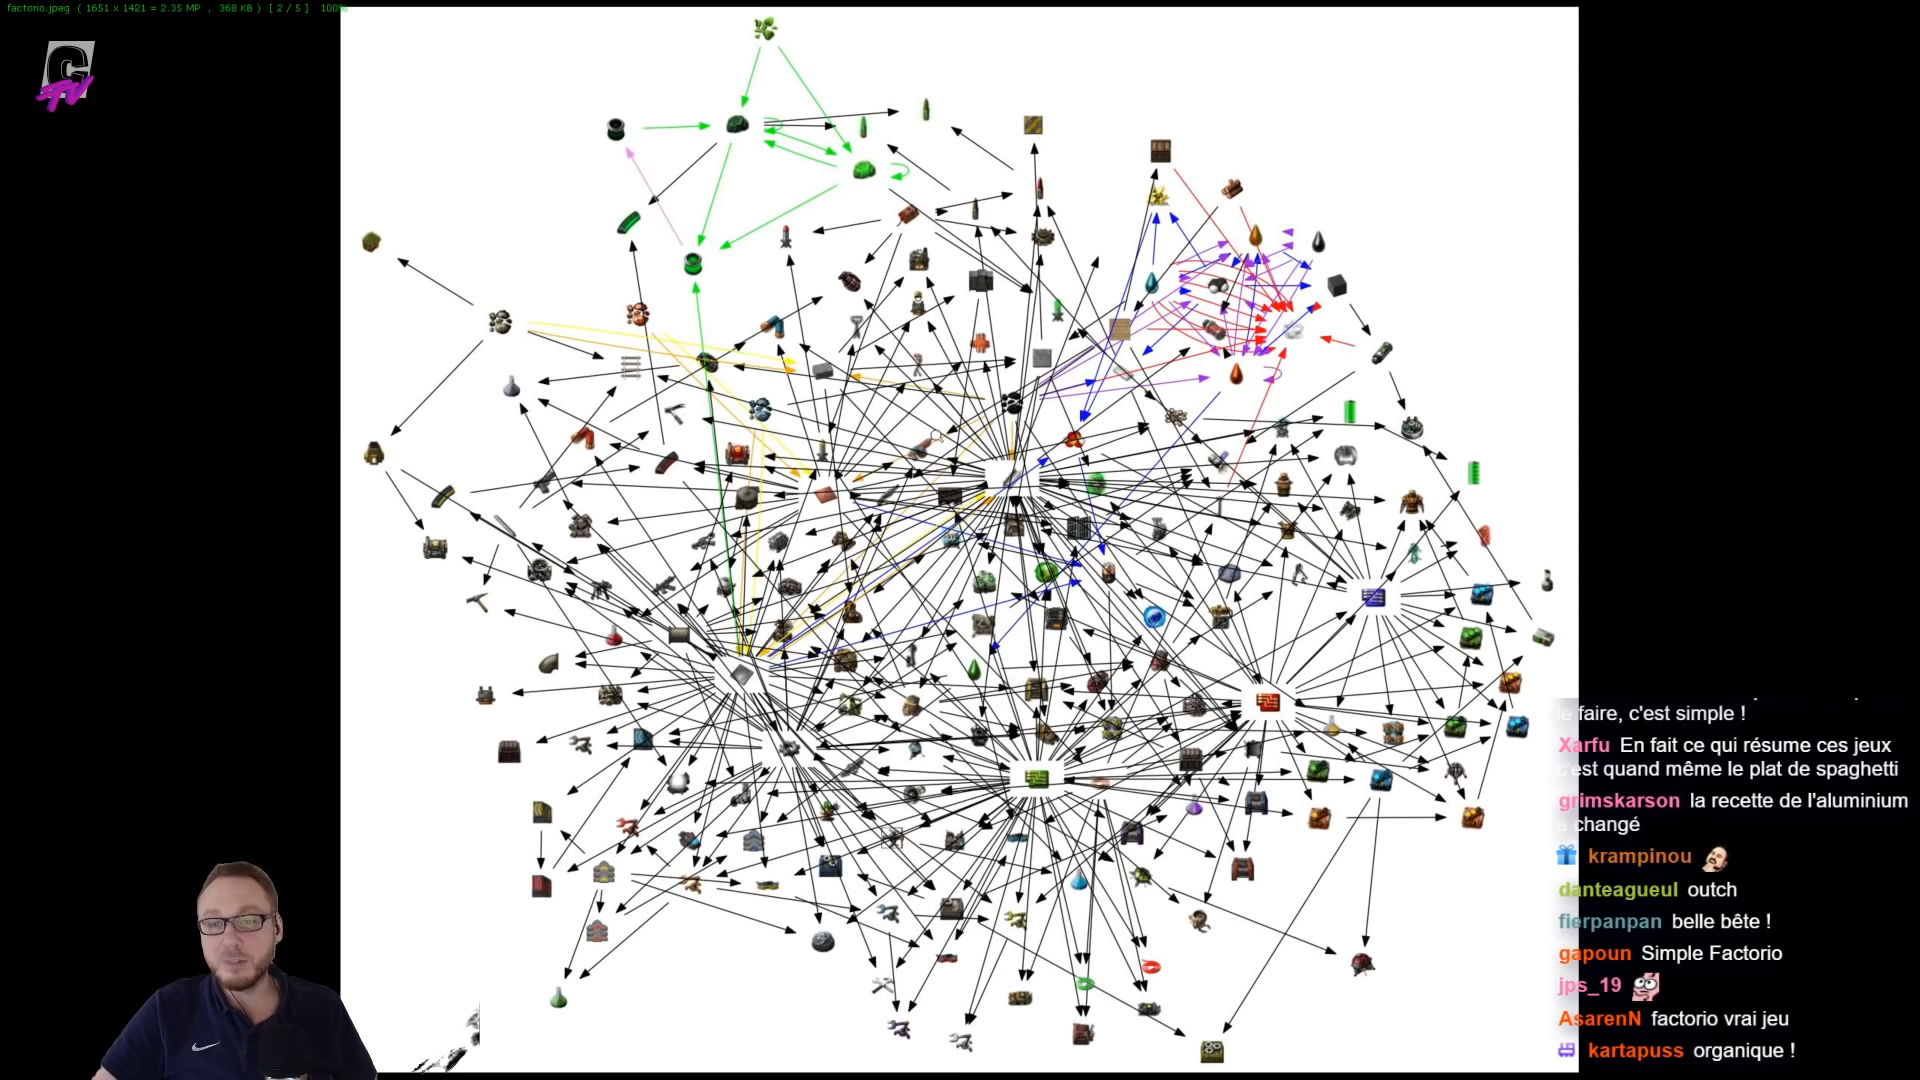 factorio.jpeg ( 1651 x 1421 = 2.35 MP , 368 KB ) [ 2 / 5 ] 100%
C
TV
le faire, c'est simple !
Xarfu En fait ce qui résume ces jeux
c'est quand même le plat de spaghetti
grimskarson la recette de l'aluminium
a changé
krampinou
danteagueul outch
fierpanpan belle bête !
gapoun Simple Factorio
jps_19
AsarenN factorio vrai jeu
kartapuss organique !